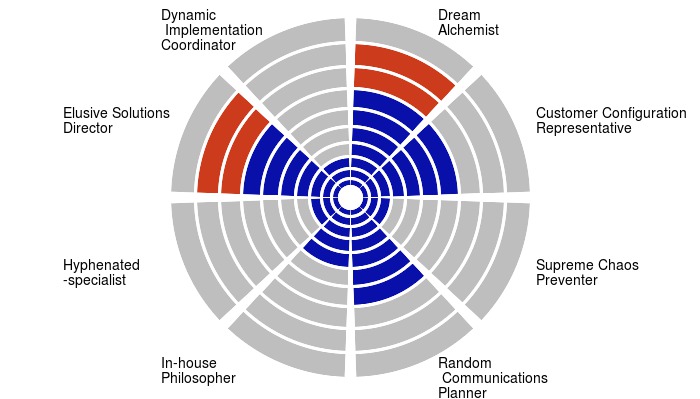 Dynamic
Implementation
Coordinator
Dream
Alchemist
Elusive Solutions
Director
Customer Configuration
Representative
Hyphenated
-specialist
Supreme Chaos
Preventer
In-house
Philosopher
Random
Communications
Planner